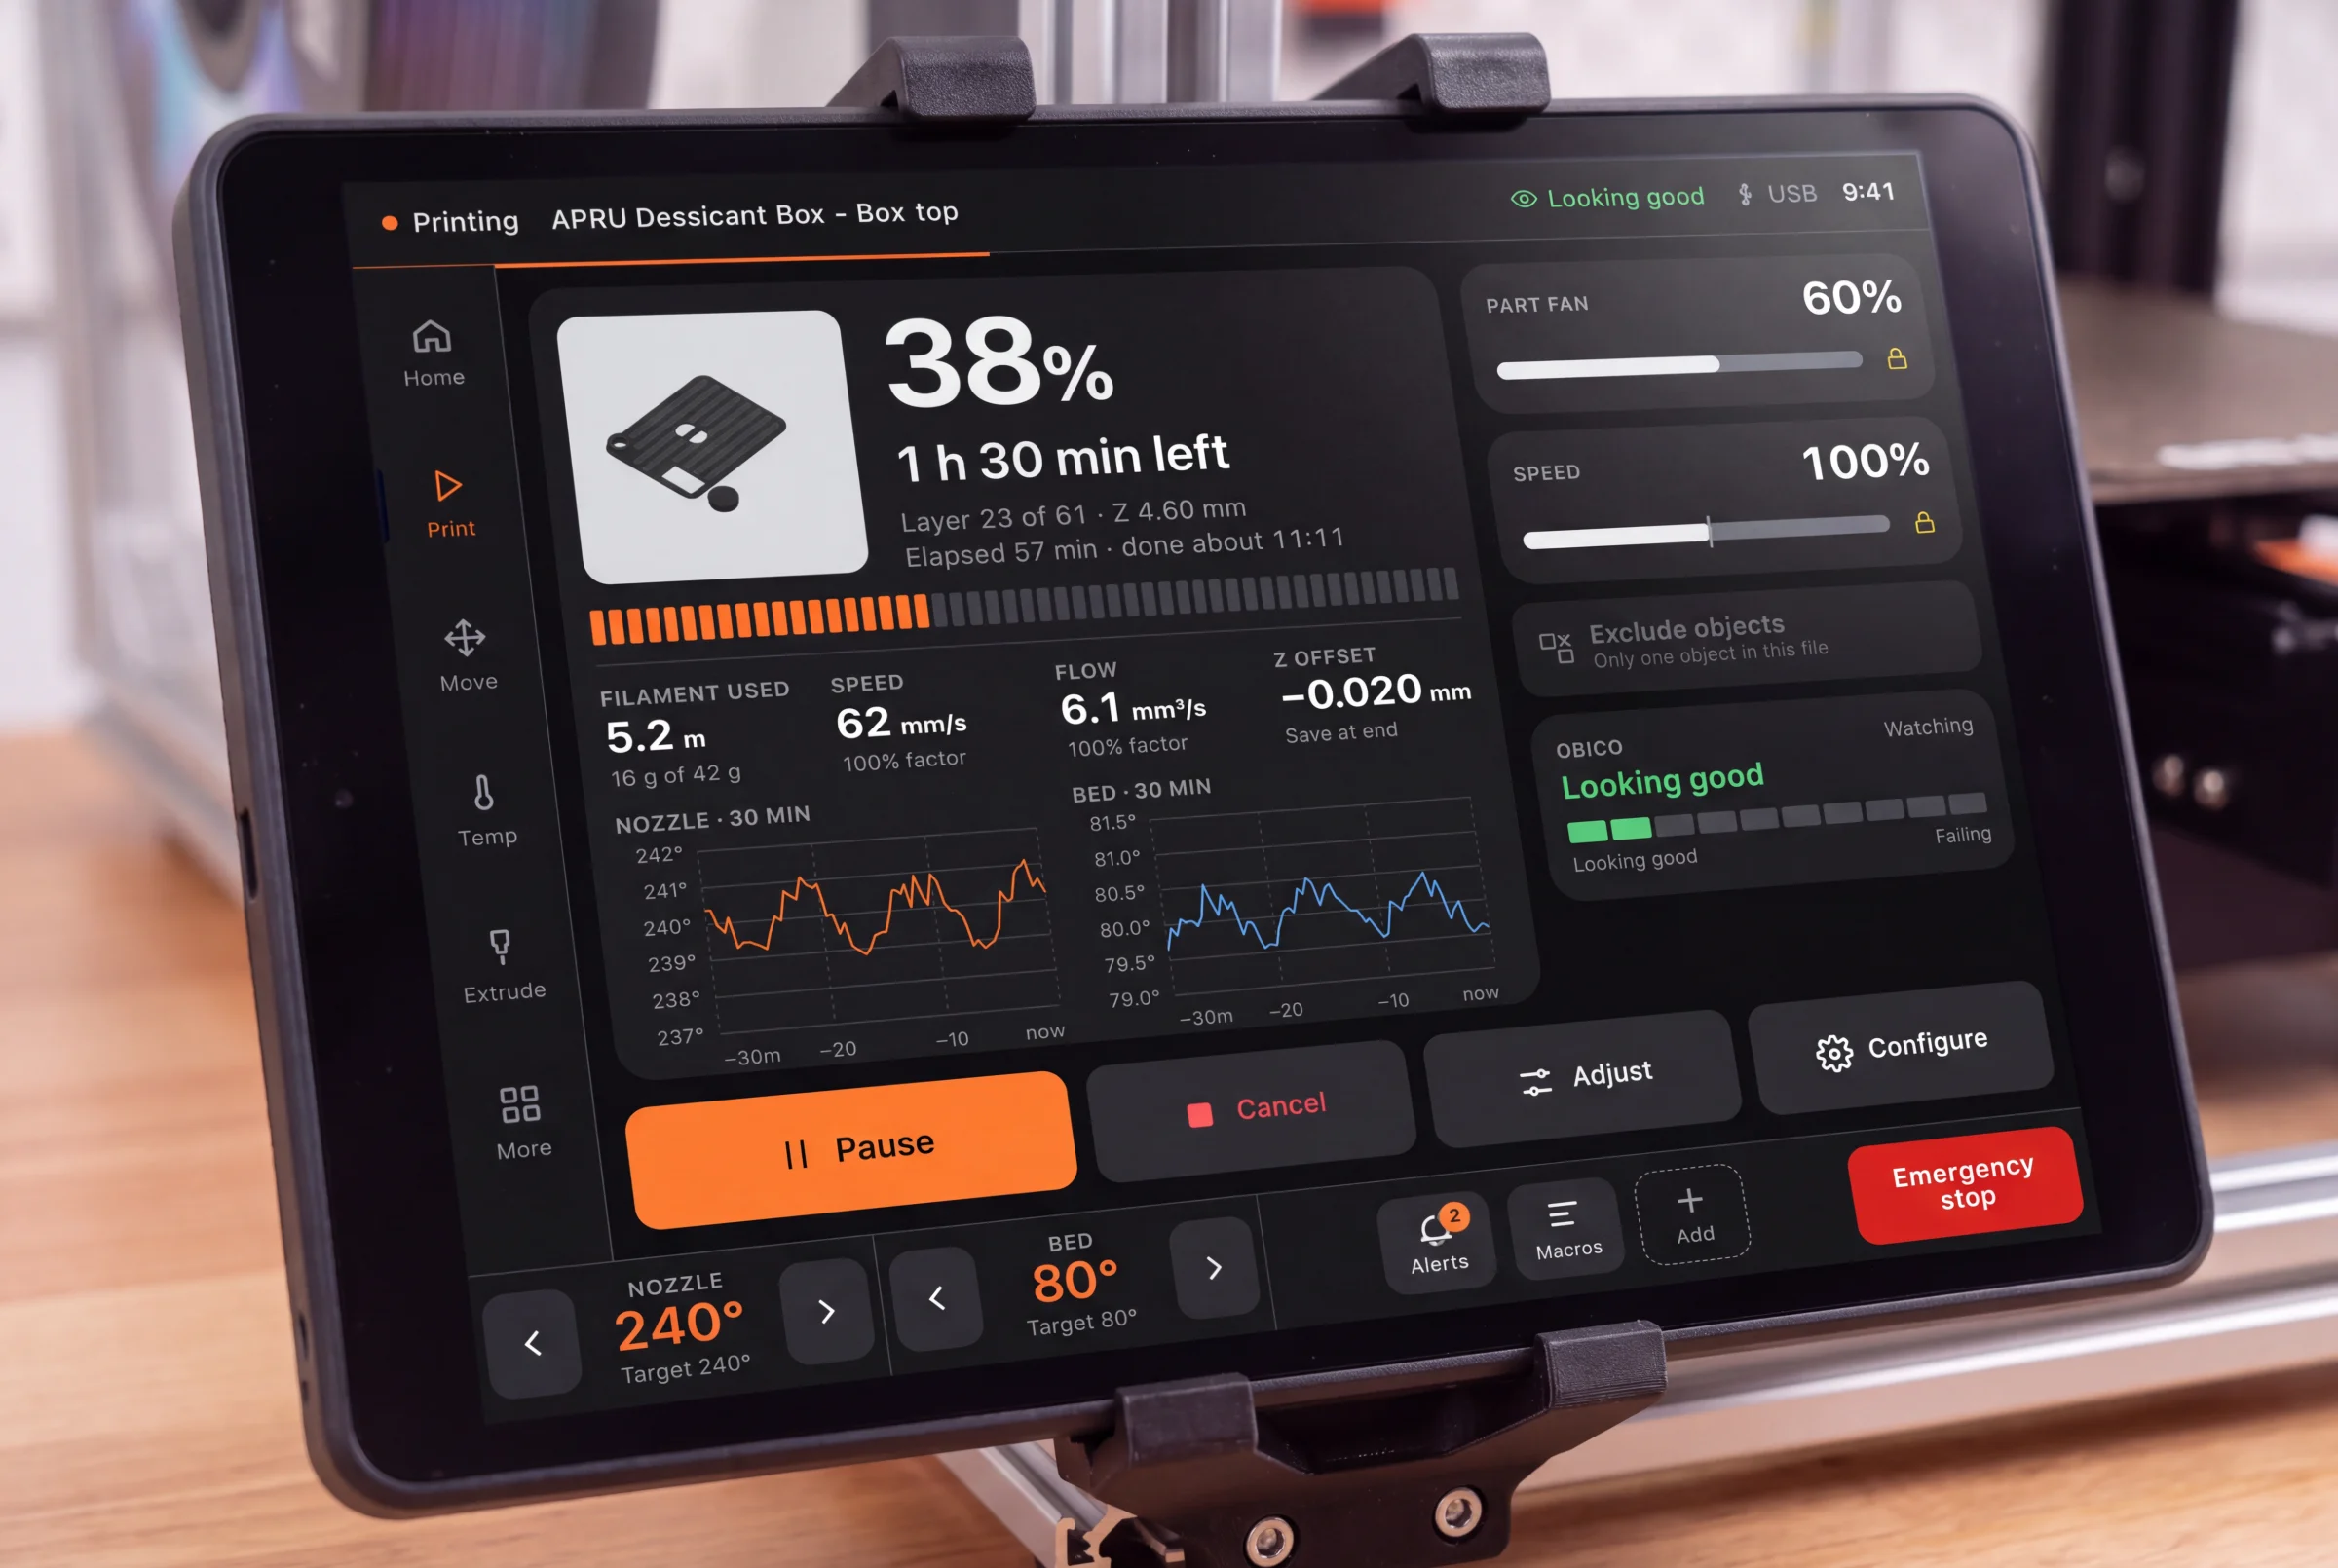 Printing APRU Dessicant Box - Box top
Looking good USB 9:41
Home
Print
Move
Temp
Extrude
More
38%
1 h 30 min left
Layer 23 of 61 · Z 4.60 mm
Elapsed 57 min · done about 11:11
FILAMENT USED
5.2 m
16 g of 42 g
SPEED
62 mm/s
100% factor
FLOW
6.1 mm³/s
100% factor
Z OFFSET
−0.020 mm
Save at end
NOZZLE · 30 MIN
242°
241°
240°
239°
238°
237°
−30m −20 −10 now
BED · 30 MIN
81.5°
81.0°
80.5°
80.0°
79.5°
79.0°
−30m −20 −10 now
PART FAN 60%
SPEED 100%
Exclude objects
Only one object in this file
OBICO Watching
Looking good
Looking good Failing
Pause
Cancel
Adjust
Configure
NOZZLE
240°
Target 240°
BED
80°
Target 80°
2
Alerts
Macros
Add
Emergency
stop